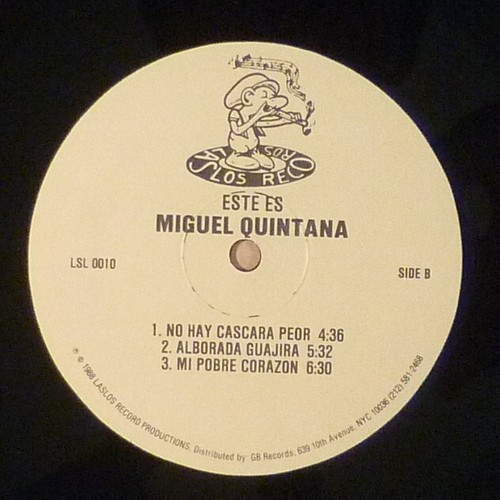 LASLOS RECORDS
ESTE ES
MIGUEL QUINTANA
LSL 0010
SIDE B
1. NO HAY CASCARA PEOR 4:36
2. ALBORADA GUAJIRA 5:32
3. MI POBRE CORAZON 6:30
℗ © 1988 LASLOS RECORD PRODUCTIONS. Distributed by: GB Records, 639 10th Avenue, NYC 10036 (212) 581-2468